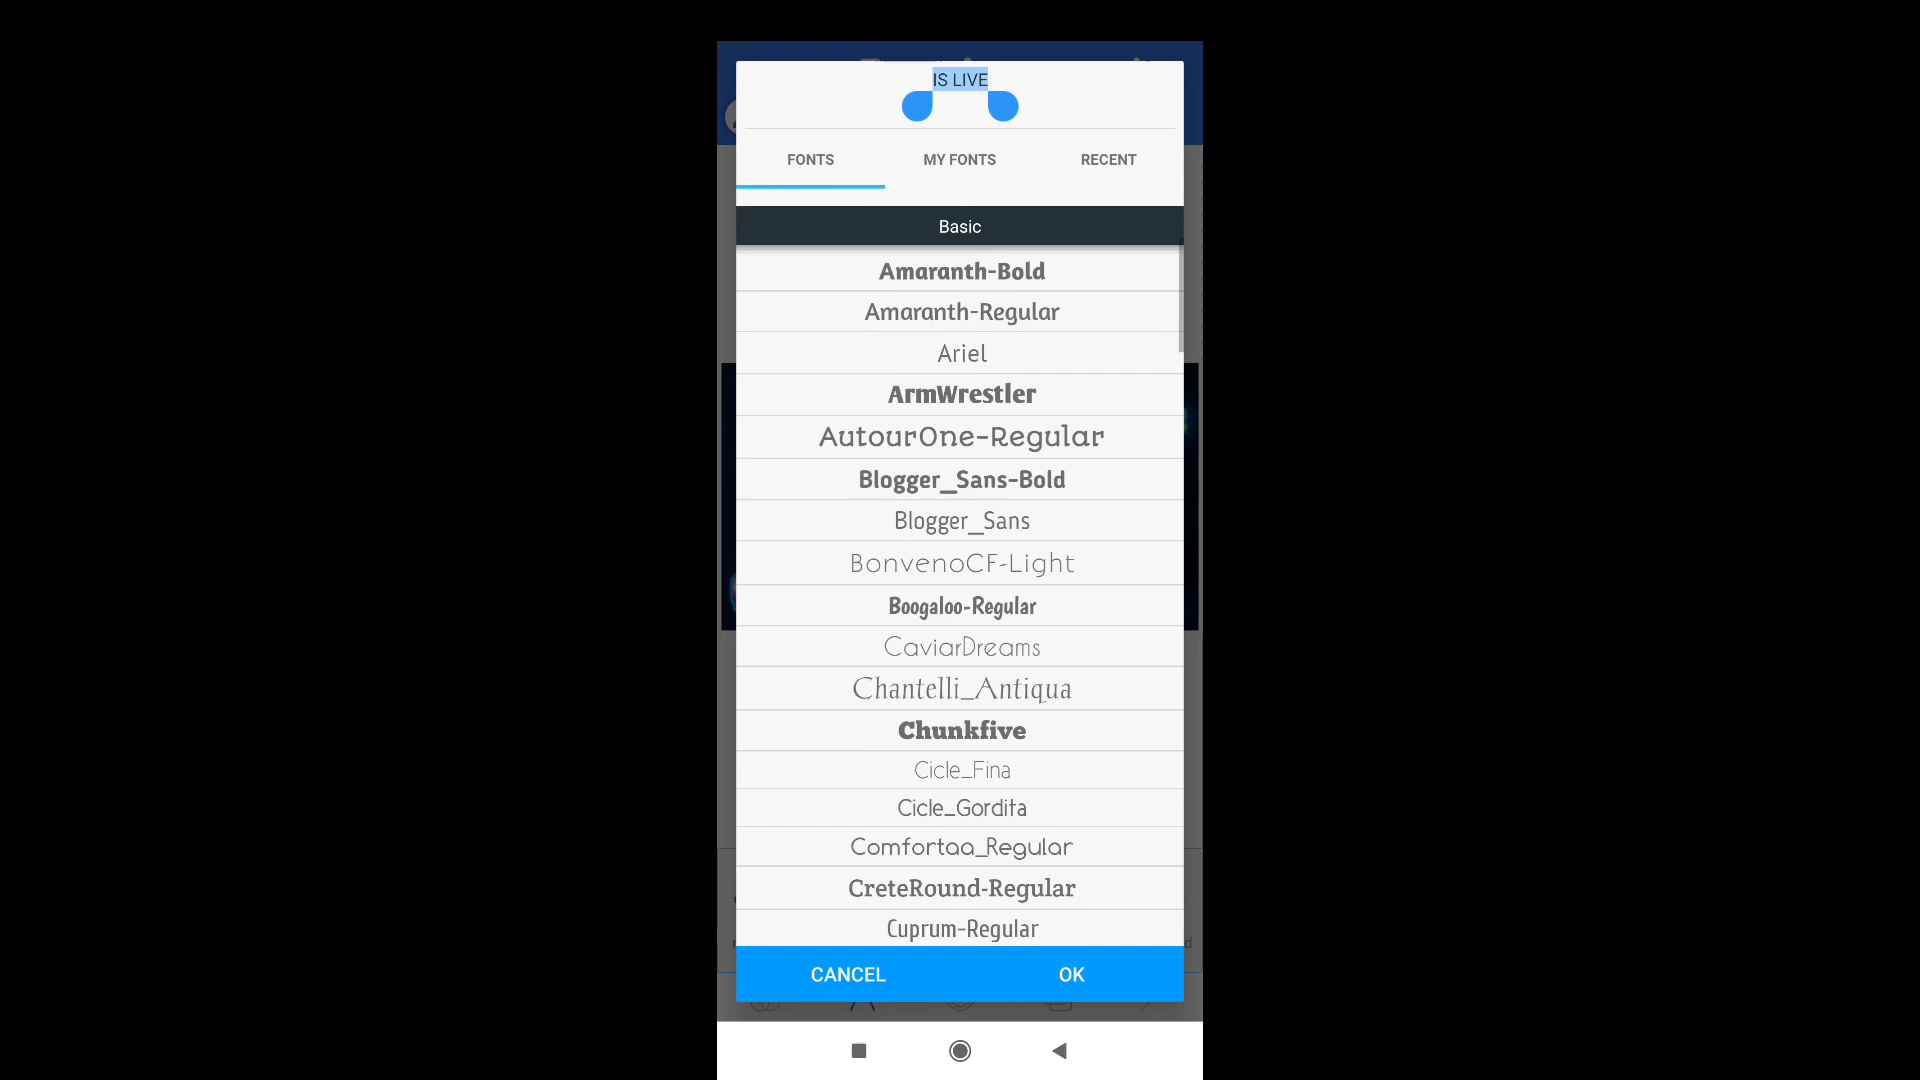 IS LIVE
FONTS
MY FONTS
RECENT
Basic
Amaranth-Bold
Amaranth-Regular
Ariel
ArmWrestler
AutourOne-Regular
Blogger_Sans-Bold
Blogger_Sans
BonvenoCF-Light
Boogaloo-Regular
CaviarDreams
Chantelli_Antiqua
Chunkfive
Cicle_Fina
Cicle_Gordita
Comfortaa_Regular
CreteRound-Regular
Cuprum-Regular
CANCEL
OK